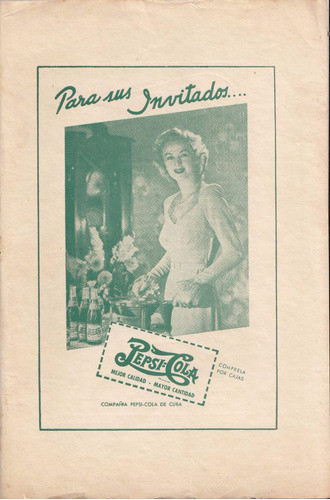 Para sus Invitados....
PEPSI-COLA
MEJOR CALIDAD - MAYOR CANTIDAD
COMPRELA
POR CAJAS
COMPAÑIA PEPSI-COLA DE CUBA